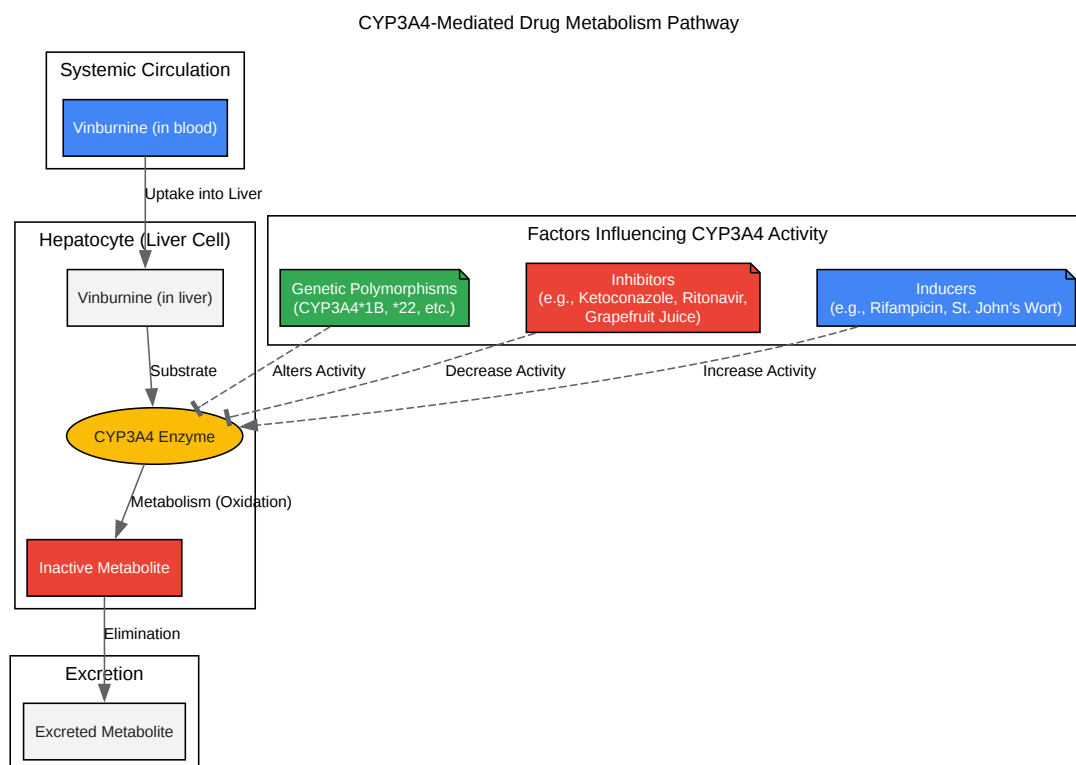 CYP3A4-Mediated Drug Metabolism Pathway
Systemic Circulation
Vinburnine (in blood)
Uptake into Liver
Hepatocyte (Liver Cell)
Vinburnine (in liver)
Factors Influencing CYP3A4 Activity
Genetic Polymorphisms
(CYP3A4*1B, *22, etc.)
Inhibitors
(e.g., Ketoconazole, Ritonavir,
Grapefruit Juice)
Inducers
(e.g., Rifampicin, St. John's Wort)
Substrate
Alters Activity
Decrease Activity
Increase Activity
CYP3A4 Enzyme
Metabolism (Oxidation)
Inactive Metabolite
Elimination
Excretion
Excreted Metabolite